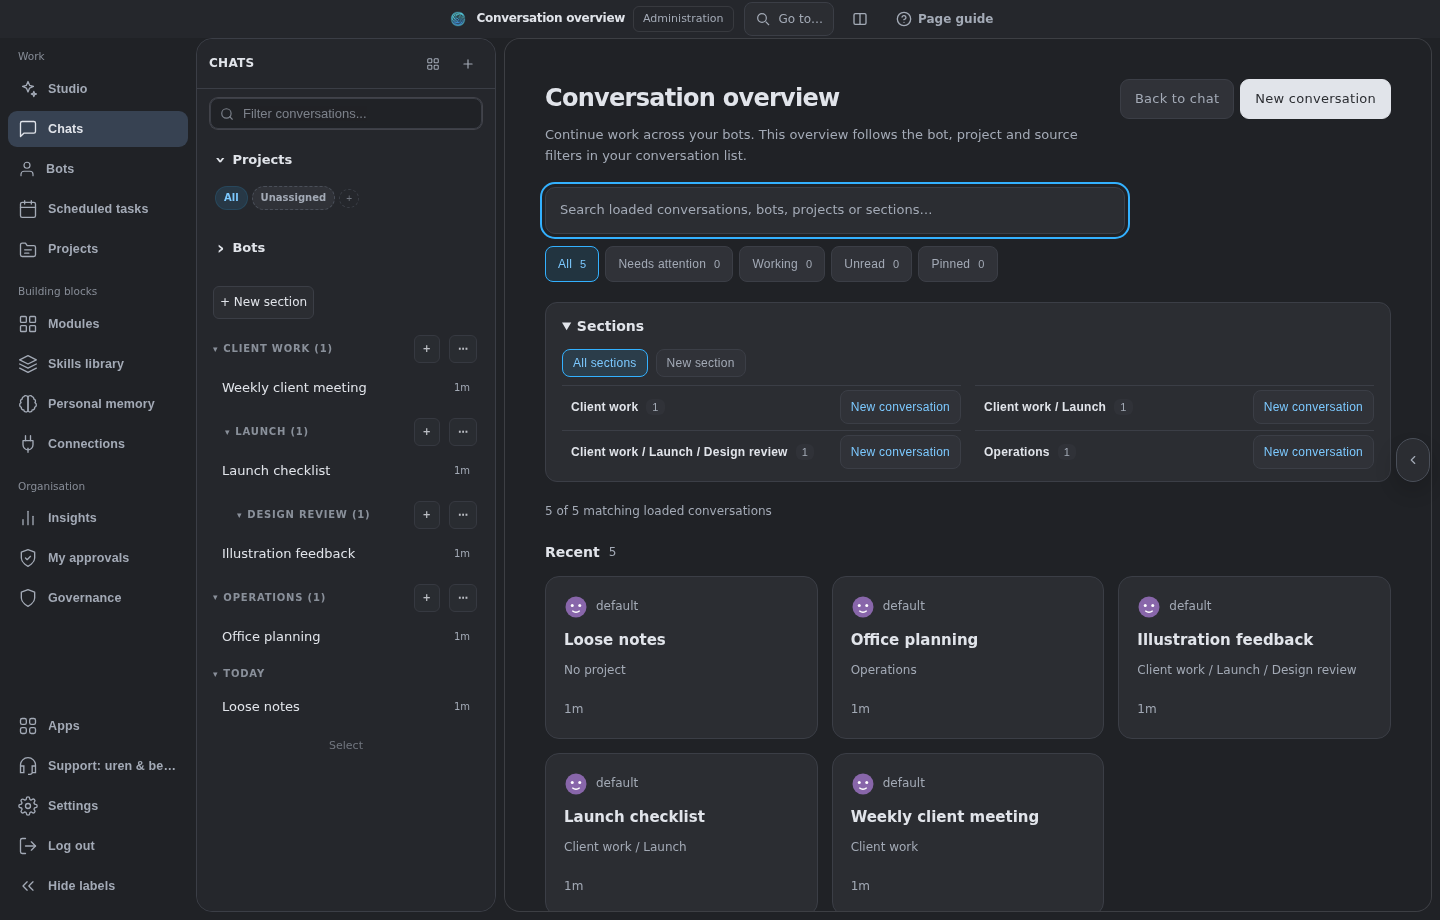 Conversation overview
Administration
Go to...
Page guide
Work
Studio
Chats
Bots
Scheduled tasks
Projects
Building blocks
Modules
Skills library
Personal memory
Connections
Organisation
Insights
My approvals
Governance
Apps
Support: uren & be...
Settings
Log out
Hide labels
CHATS
Filter conversations...
Projects
All
Unassigned
+
Bots
+ New section
CLIENT WORK (1)
+
Weekly client meeting 1m
LAUNCH (1)
+
Launch checklist 1m
DESIGN REVIEW (1)
+
Illustration feedback 1m
OPERATIONS (1)
+
Office planning 1m
TODAY
Loose notes 1m
Select
Conversation overview
Back to chat
New conversation
Continue work across your bots. This overview follows the bot, project and source
filters in your conversation list.
Search loaded conversations, bots, projects or sections...
All 5
Needs attention 0
Working 0
Unread 0
Pinned 0
Sections
All sections
New section
Client work 1 New conversation
Client work / Launch 1 New conversation
Client work / Launch / Design review 1 New conversation
Operations 1 New conversation
5 of 5 matching loaded conversations
Recent 5
default
Loose notes
No project
1m
default
Office planning
Operations
1m
default
Illustration feedback
Client work / Launch / Design review
1m
default
Launch checklist
Client work / Launch
1m
default
Weekly client meeting
Client work
1m